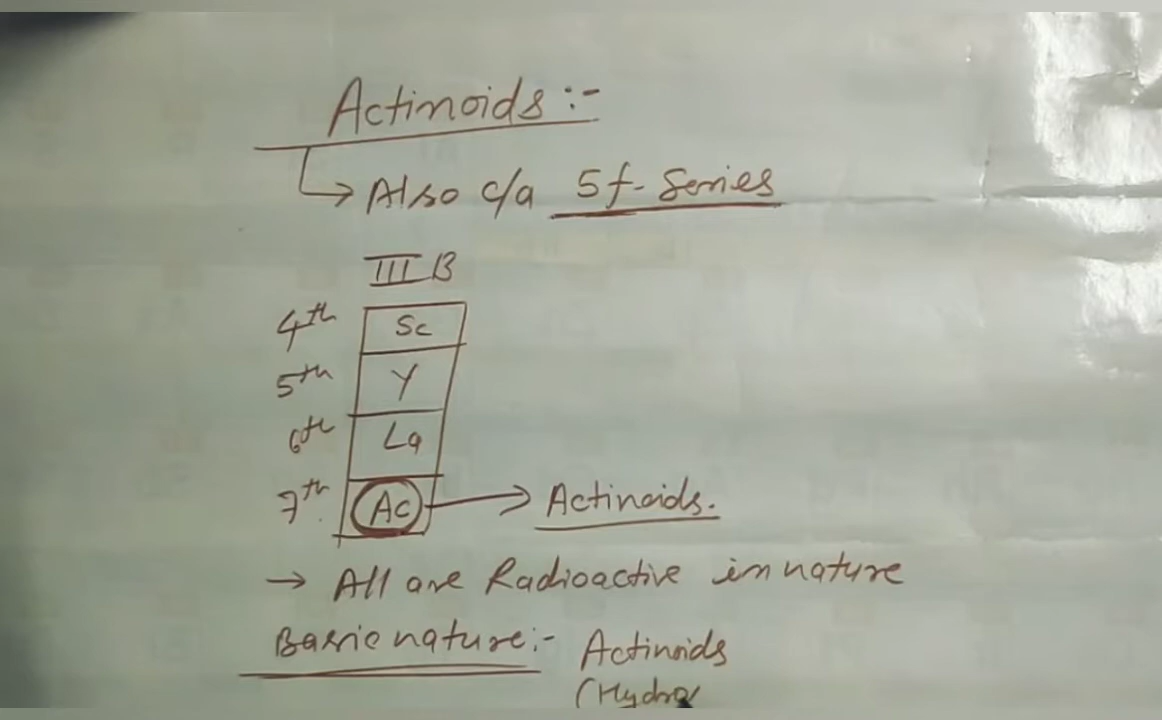 Actinoids :-
Also c/a 5f-Series
III B
4th Sc
5th Y
6th La
7th Ac → Actinoids.
→ All are Radioactive in nature
Basic nature :- Actinoids
(Hydro